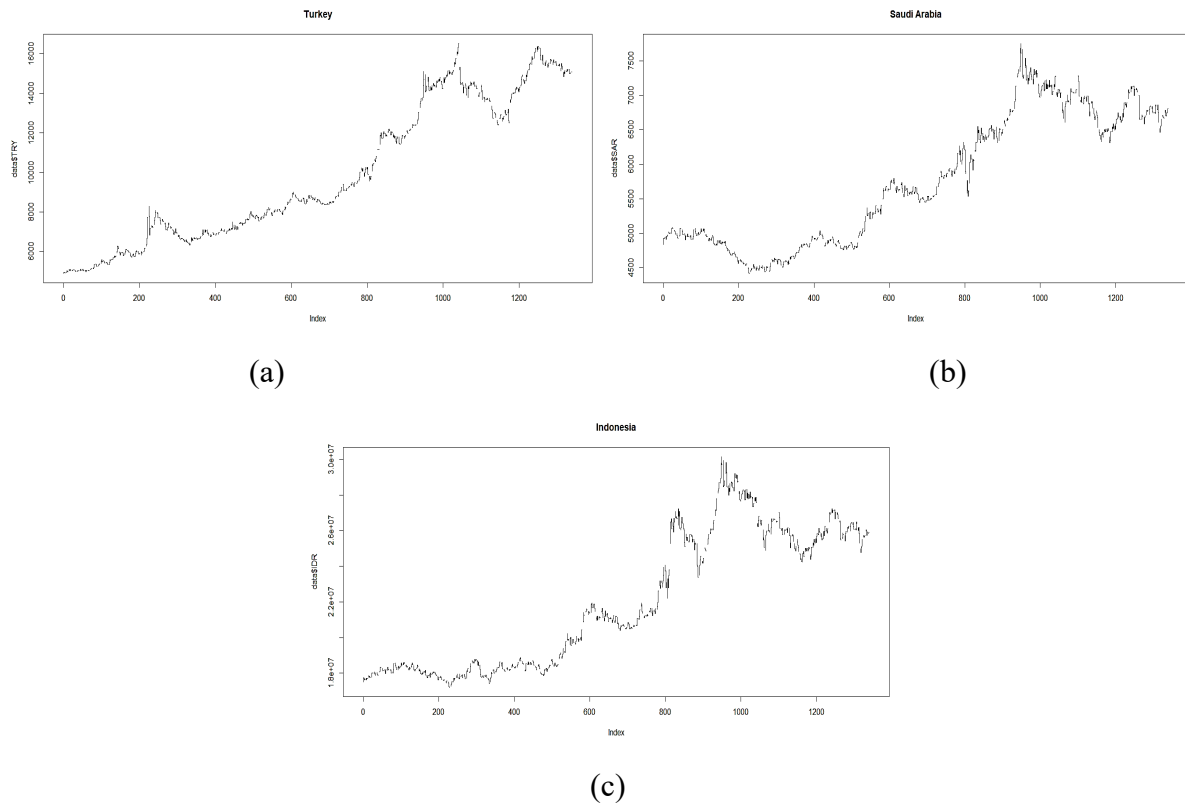 Turkey
data$TRY
16000
14000
12000
10000
8000
6000
0 200 400 600 800 1000 1200
Index
(a)
Saudi Arabia
data$SAR
7500
7000
6500
6000
5500
5000
4500
0 200 400 600 800 1000 1200
Index
(b)
Indonesia
data$IDR
3.0e+07
2.6e+07
2.2e+07
1.8e+07
0 200 400 600 800 1000 1200
Index
(c)